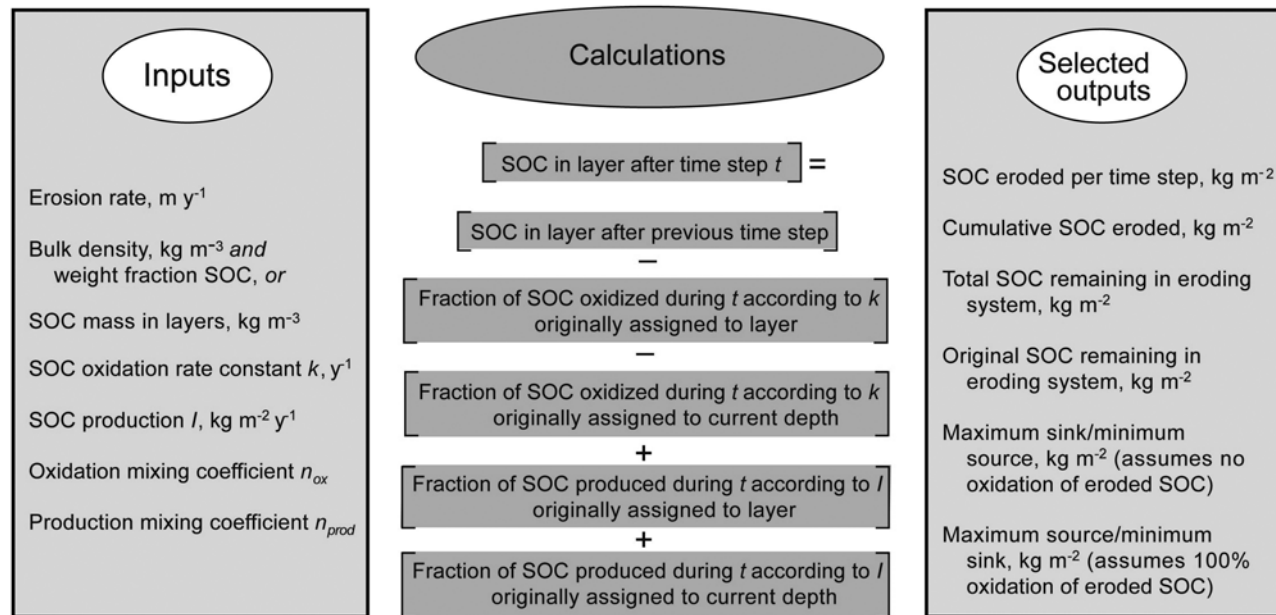 Inputs
Erosion rate, m y⁻¹
Bulk density, kg m⁻³ and
weight fraction SOC, or
SOC mass in layers, kg m⁻³
SOC oxidation rate constant k, y⁻¹
SOC production I, kg m⁻² y⁻¹
Oxidation mixing coefficient nₒₓ
Production mixing coefficient n_prod
Calculations
[SOC in layer after time step t] =
[SOC in layer after previous time step]
−
[Fraction of SOC oxidized during t according to k
originally assigned to layer]
−
[Fraction of SOC oxidized during t according to k
originally assigned to current depth]
+
[Fraction of SOC produced during t according to I
originally assigned to layer]
+
[Fraction of SOC produced during t according to I
originally assigned to current depth]
Selected
outputs
SOC eroded per time step, kg m⁻²
Cumulative SOC eroded, kg m⁻²
Total SOC remaining in eroding
system, kg m⁻²
Original SOC remaining in
eroding system, kg m⁻²
Maximum sink/minimum
source, kg m⁻² (assumes no
oxidation of eroded SOC)
Maximum source/minimum
sink, kg m⁻² (assumes 100%
oxidation of eroded SOC)